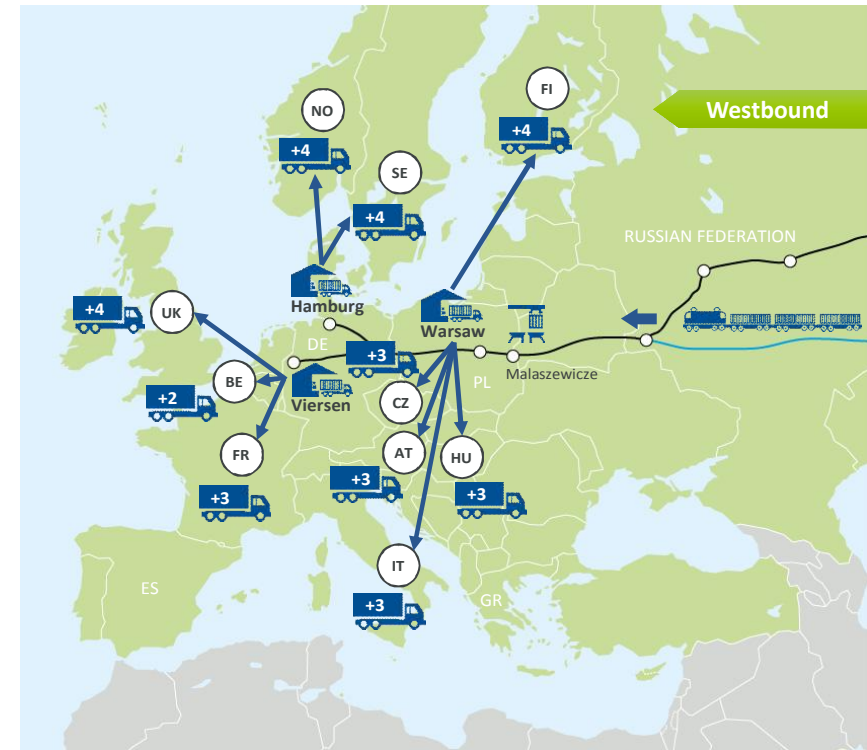 FI
Westbound
NO
+4
+4
SE
+4
RUSSIAN FEDERATION
Hamburg
+4
UK
Warsaw
DE
+3
Malaszewicze
BE
PL
+2
Viersen
CZ
FR
AT
HU
+3
+3
+3
IT
ES
+3
GR